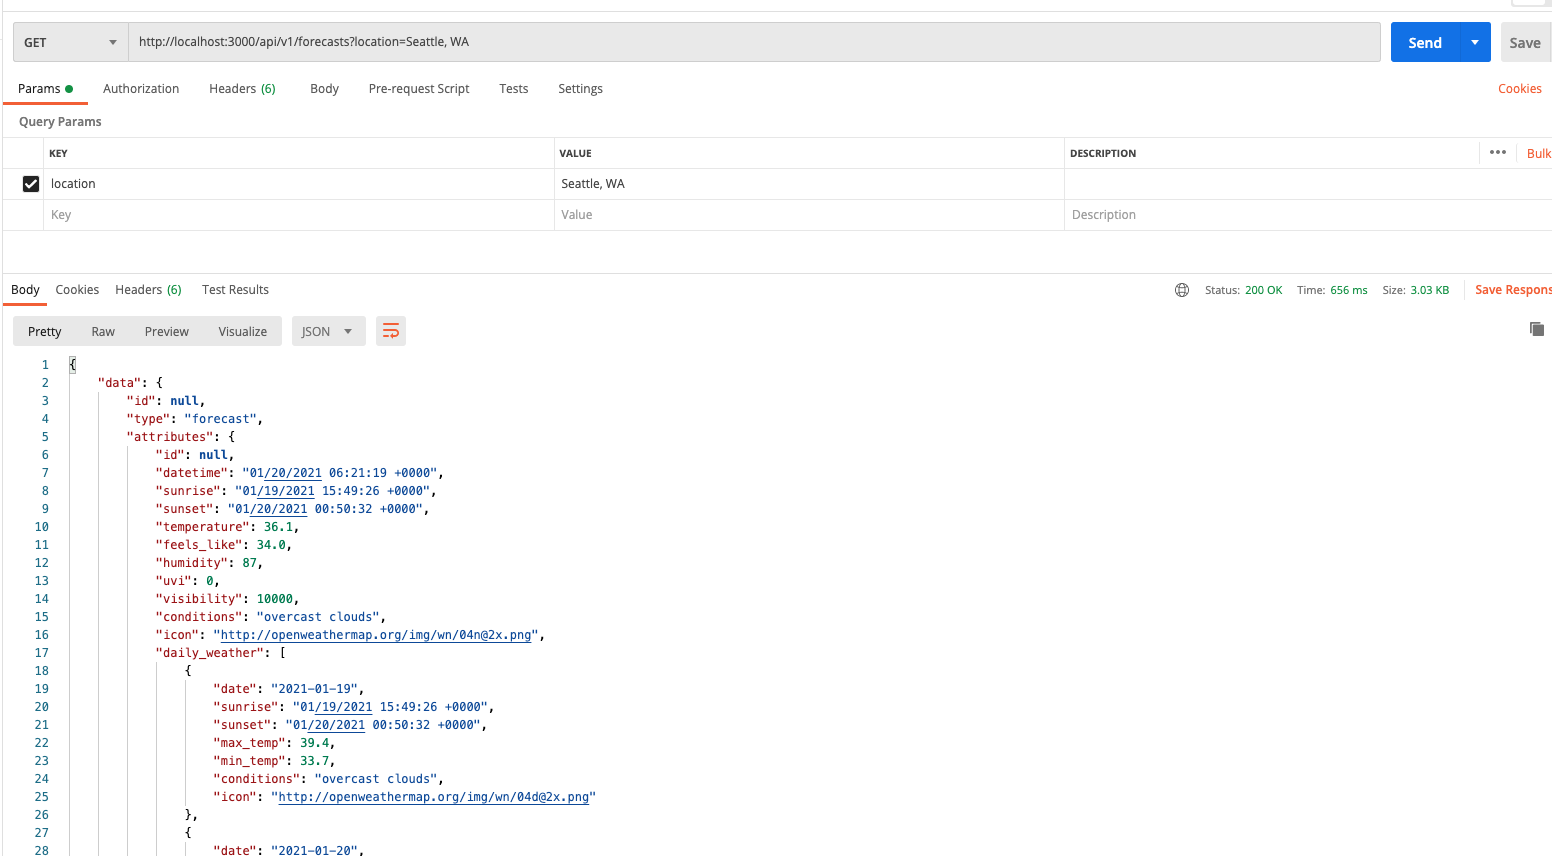 GET http://localhost:3000/api/v1/forecasts?location=Seattle, WA Send Save
Params Authorization Headers (6) Body Pre-request Script Tests Settings Cookies
Query Params
KEY VALUE DESCRIPTION ••• Bulk
location Seattle, WA
Key Value Description
Body Cookies Headers (6) Test Results Status: 200 OK Time: 656 ms Size: 3.03 KB Save Respons
Pretty Raw Preview Visualize JSON
1 {
2 "data": {
3 "id": null,
4 "type": "forecast",
5 "attributes": {
6 "id": null,
7 "datetime": "01/20/2021 06:21:19 +0000",
8 "sunrise": "01/19/2021 15:49:26 +0000",
9 "sunset": "01/20/2021 00:50:32 +0000",
10 "temperature": 36.1,
11 "feels_like": 34.0,
12 "humidity": 87,
13 "uvi": 0,
14 "visibility": 10000,
15 "conditions": "overcast clouds",
16 "icon": "http://openweathermap.org/img/wn/04n@2x.png",
17 "daily_weather": [
18 {
19 "date": "2021-01-19",
20 "sunrise": "01/19/2021 15:49:26 +0000",
21 "sunset": "01/20/2021 00:50:32 +0000",
22 "max_temp": 39.4,
23 "min_temp": 33.7,
24 "conditions": "overcast clouds",
25 "icon": "http://openweathermap.org/img/wn/04d@2x.png"
26 },
27 {
28 "date": "2021-01-20",